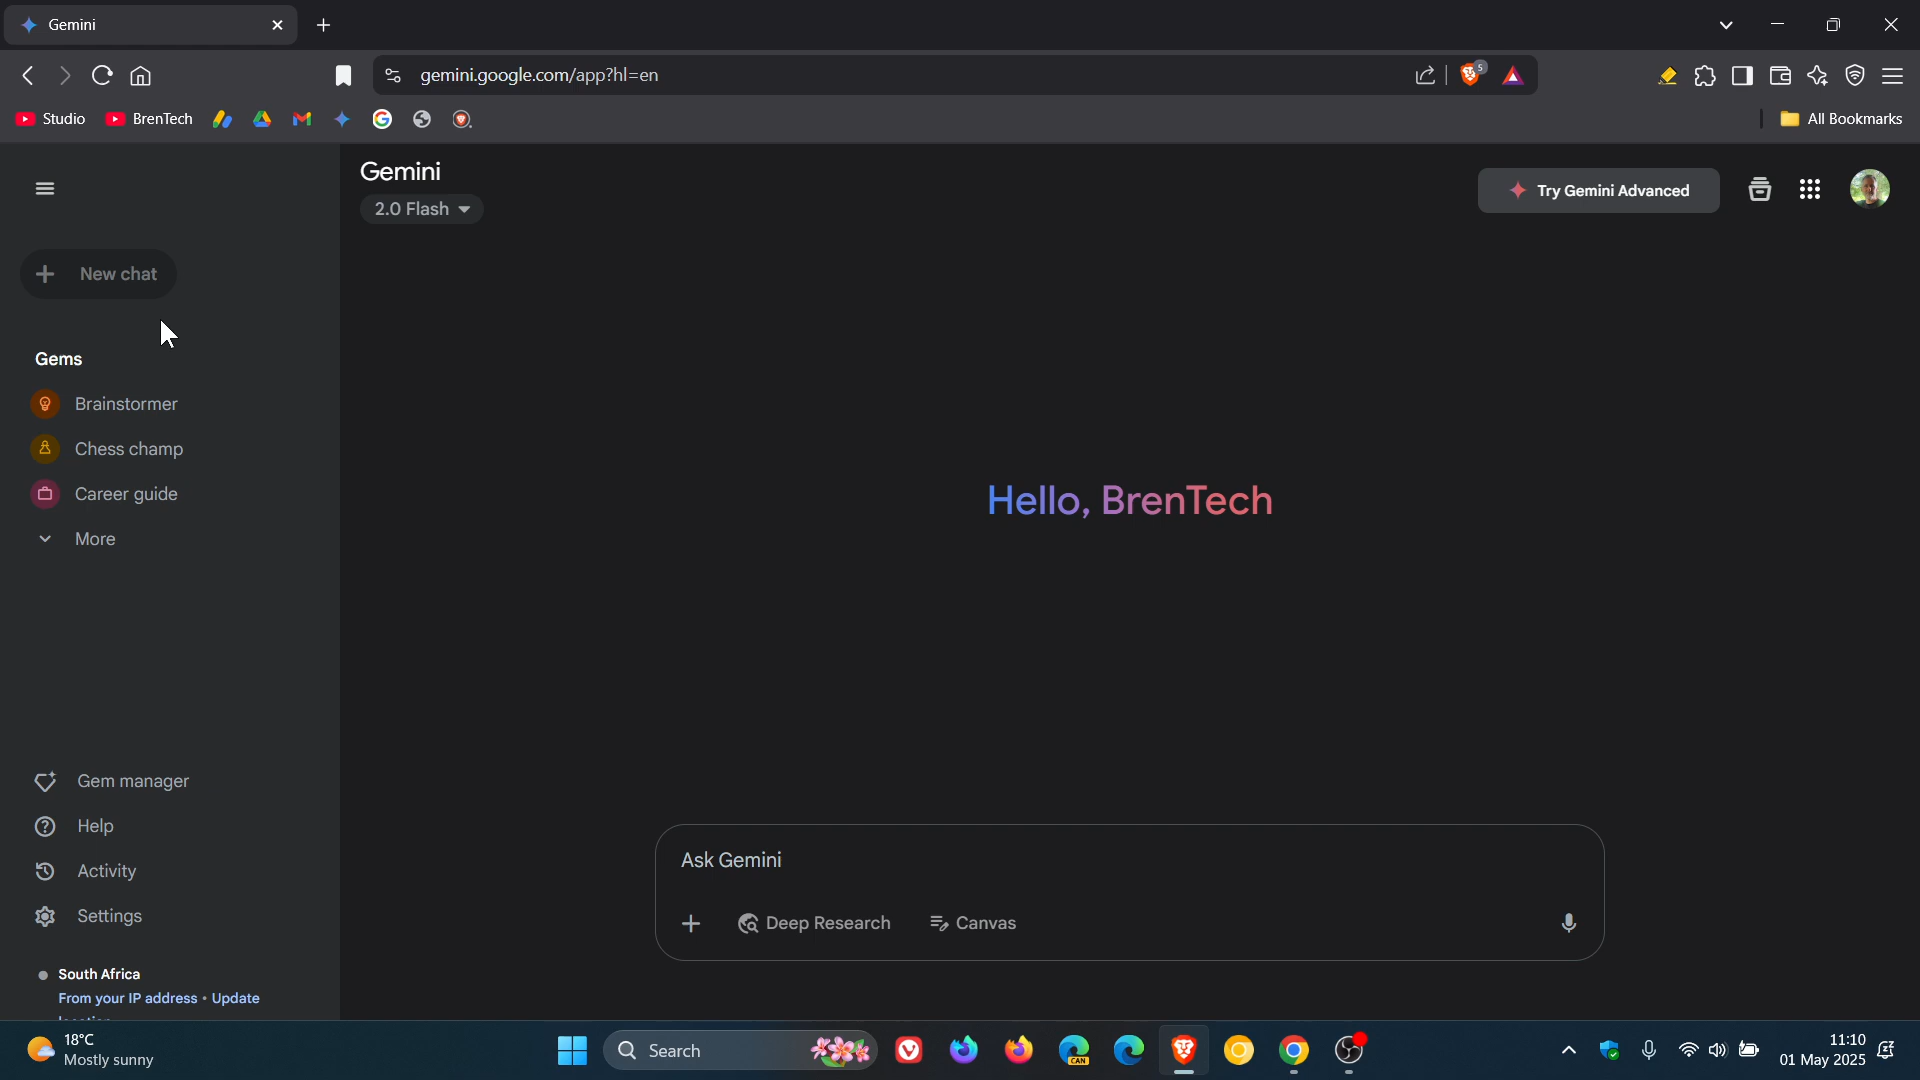 Gemini
gemini.google.com/app?hl=en
5
Studio
BrenTech
All Bookmarks
Gemini
2.0 Flash
Try Gemini Advanced
New chat
Gems
Brainstormer
Chess champ
Career guide
More
Hello, BrenTech
Gem manager
Help
Activity
Settings
South Africa
From your IP address • Update
Ask Gemini
Deep Research
Canvas
18°C
Mostly sunny
Search
CAN
11:10
01 May 2025